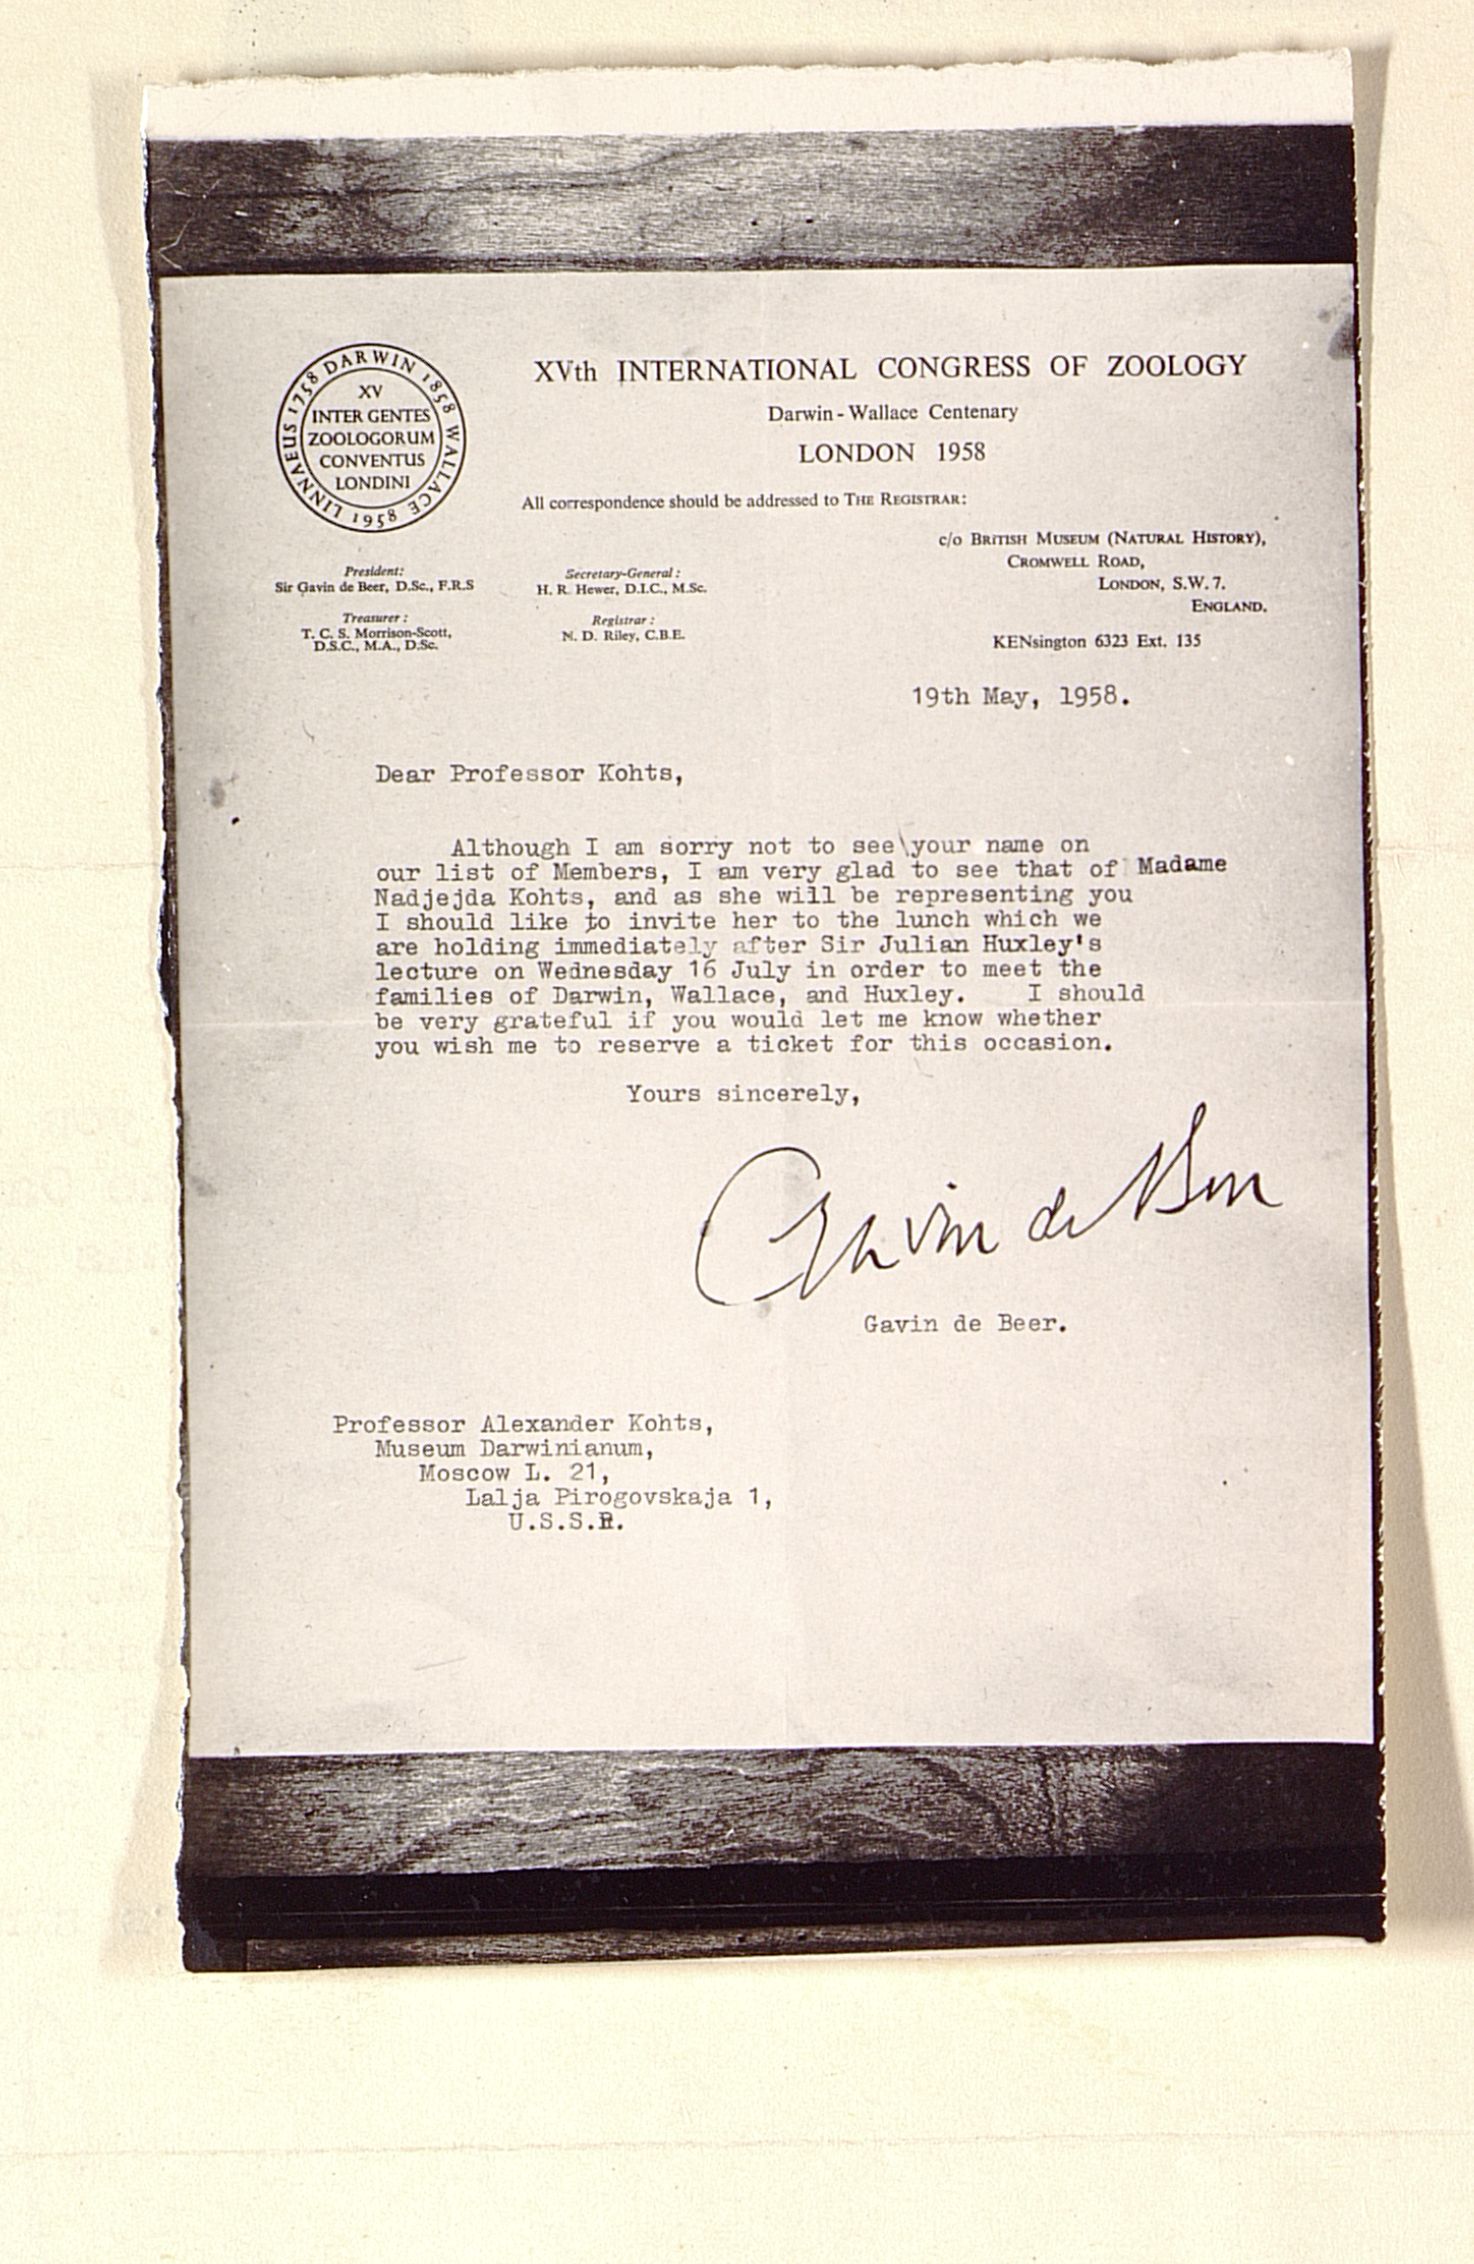 LINNAEUS 1758 DARWIN 1858 WALLACE 1958
XV
INTER GENTES
ZOOLOGORUM
CONVENTUS
LONDINI
XVth INTERNATIONAL CONGRESS OF ZOOLOGY
Darwin - Wallace Centenary
LONDON 1958
All correspondence should be addressed to THE REGISTRAR:
c/o BRITISH MUSEUM (NATURAL HISTORY),
CROMWELL ROAD,
LONDON, S.W. 7.
ENGLAND.
KENsington 6323 Ext. 135
President:
Sir Gavin de Beer, D.Sc., F.R.S
Treasurer :
T. C. S. Morrison-Scott,
D.S.C., M.A., D.Sc.
Secretary-General :
H. R. Hewer, D.I.C., M.Sc.
Registrar :
N. D. Riley, C.B.E.
19th May, 1958.
Dear Professor Kohts,
Although I am sorry not to see your name on
our list of Members, I am very glad to see that of Madame
Nadjejda Kohts, and as she will be representing you
I should like to invite her to the lunch which we
are holding immediately after Sir Julian Huxley's
lecture on Wednesday 16 July in order to meet the
families of Darwin, Wallace, and Huxley. I should
be very grateful if you would let me know whether
you wish me to reserve a ticket for this occasion.
Yours sincerely,
Gavin de Beer
Gavin de Beer.
Professor Alexander Kohts,
Museum Darwinianum,
Moscow L. 21,
Lalja Pirogovskaja 1,
U.S.S.R.